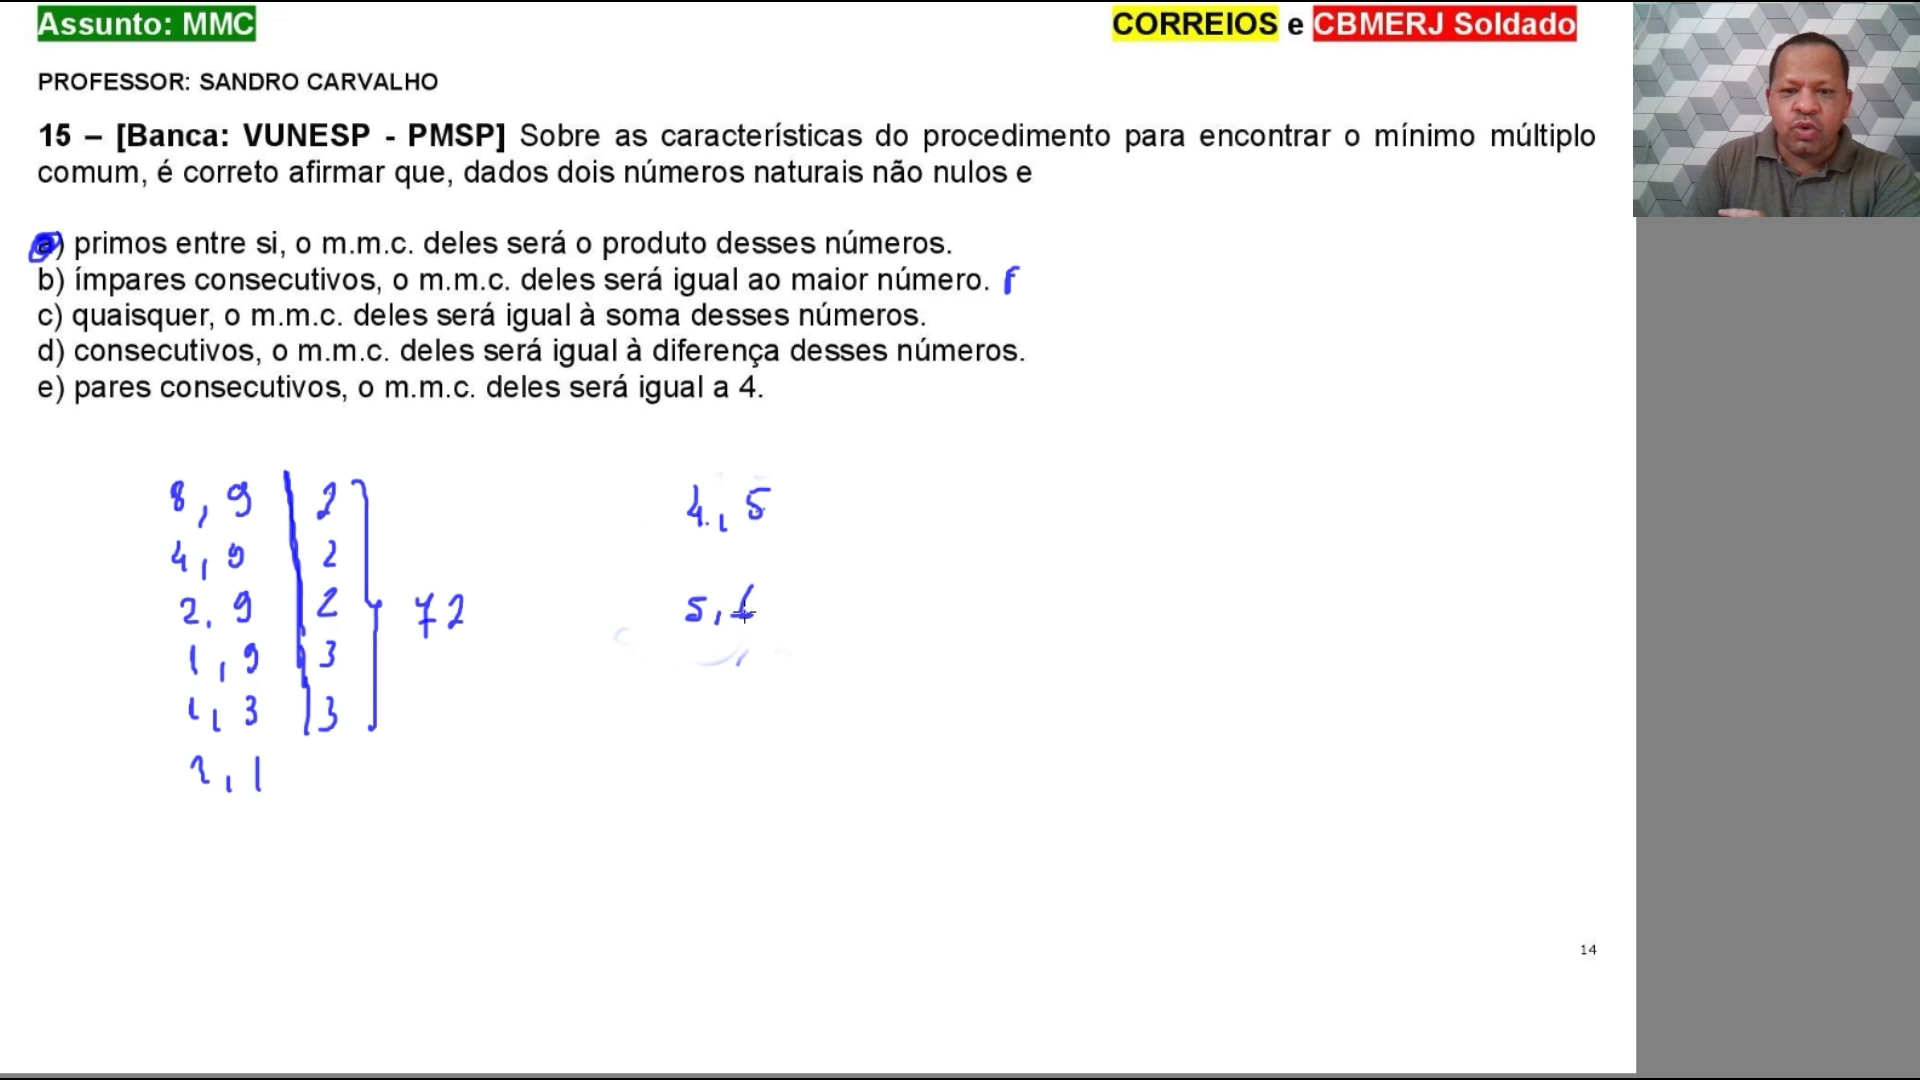 Assunto: MMC
CORREIOS e CBMERJ Soldado
PROFESSOR: SANDRO CARVALHO
15 – [Banca: VUNESP - PMSP] Sobre as características do procedimento para encontrar o mínimo múltiplo
comum, é correto afirmar que, dados dois números naturais não nulos e
a) primos entre si, o m.m.c. deles será o produto desses números.
b) ímpares consecutivos, o m.m.c. deles será igual ao maior número. F
c) quaisquer, o m.m.c. deles será igual à soma desses números.
d) consecutivos, o m.m.c. deles será igual à diferença desses números.
e) pares consecutivos, o m.m.c. deles será igual a 4.
8, 9 | 2
4, 9 | 2
2, 9 | 2
1, 9 | 3
1, 3 | 3
1, 1
72
4, 5
5,
14